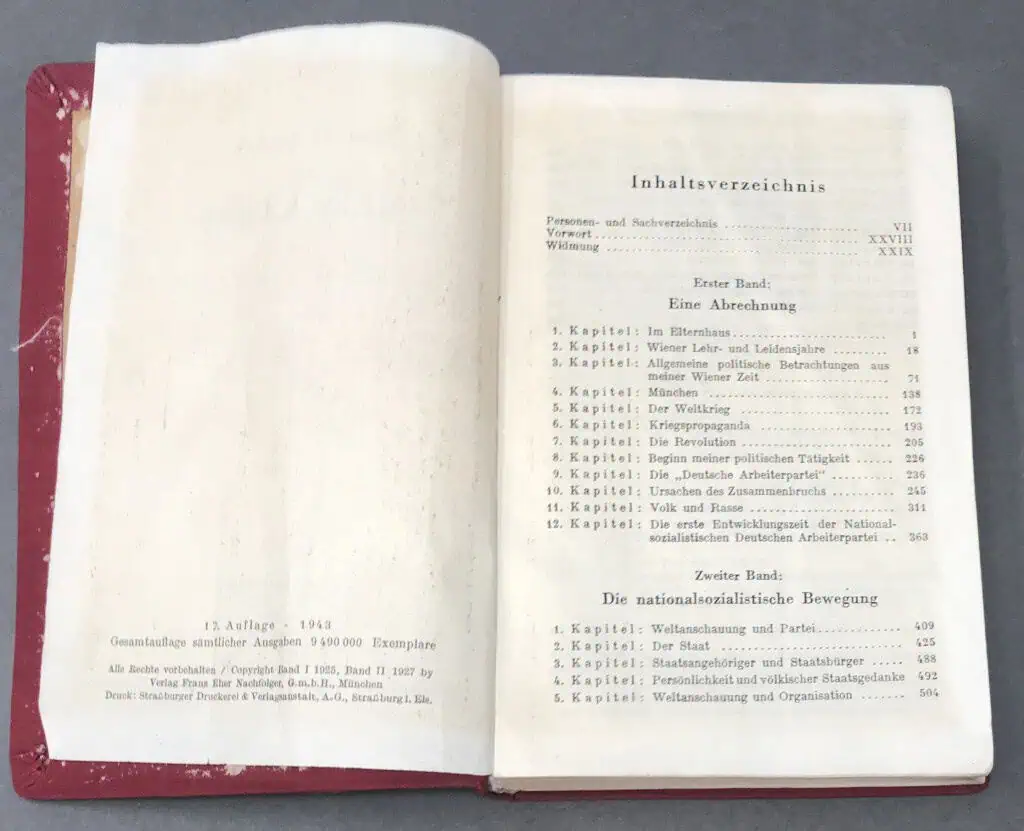 17. Auflage - 1943
Gesamtauflage sämtlicher Ausgaben 9 490 000 Exemplare
Alle Rechte vorbehalten / Copyright Band I 1925, Band II 1927 by
Verlag Franz Eher Nachfolger, G.m.b.H., München
Druck: Straßburger Druckerei & Verlagsanstalt, A.-G., Straßburg i. Els.
Inhaltsverzeichnis
Personen- und Sachverzeichnis .................... VII
Vorwort .................... XXVIII
Widmung .................... XXIX
Erster Band:
Eine Abrechnung
1. Kapitel: Im Elternhaus .................... 1
2. Kapitel: Wiener Lehr- und Leidensjahre ......... 18
3. Kapitel: Allgemeine politische Betrachtungen aus
meiner Wiener Zeit .................... 71
4. Kapitel: München .................... 138
5. Kapitel: Der Weltkrieg .................... 172
6. Kapitel: Kriegspropaganda .................... 193
7. Kapitel: Die Revolution .................... 205
8. Kapitel: Beginn meiner politischen Tätigkeit ...... 226
9. Kapitel: Die „Deutsche Arbeiterpartei" .......... 236
10. Kapitel: Ursachen des Zusammenbruchs .......... 245
11. Kapitel: Volk und Rasse .................... 311
12. Kapitel: Die erste Entwicklungszeit der National-
sozialistischen Deutschen Arbeiterpartei .. 363
Zweiter Band:
Die nationalsozialistische Bewegung
1. Kapitel: Weltanschauung und Partei ............. 409
2. Kapitel: Der Staat .................... 425
3. Kapitel: Staatsangehöriger und Staatsbürger ..... 488
4. Kapitel: Persönlichkeit und völkischer Staatsgedanke 492
5. Kapitel: Weltanschauung und Organisation ....... 504